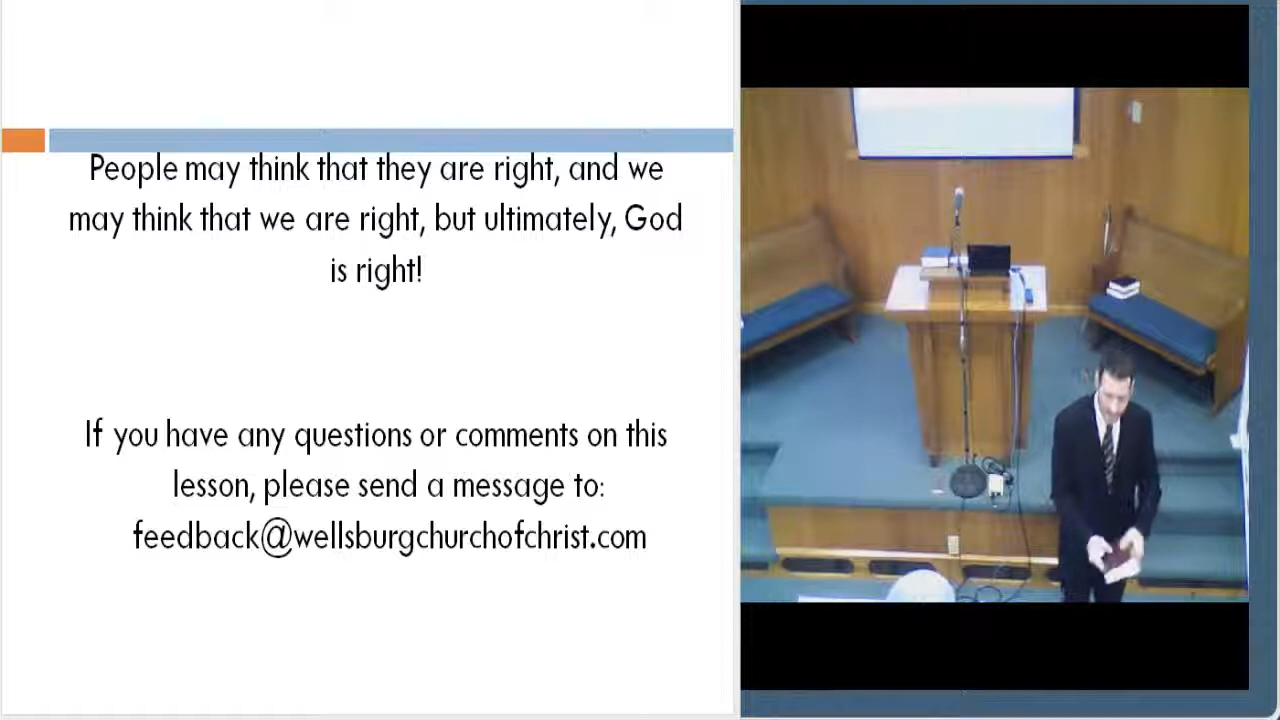 People may think that they are right, and we
may think that we are right, but ultimately, God
is right!
If you have any questions or comments on this
lesson, please send a message to:
feedback@wellsburgchurchofchrist.com